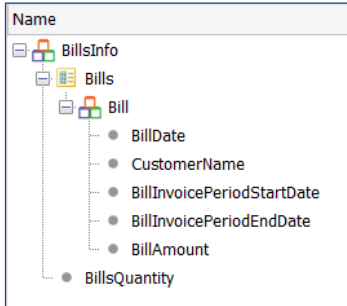 Name
BillsInfo
Bills
Bill
BillDate
CustomerName
BillInvoicePeriodStartDate
BillInvoicePeriodEndDate
BillAmount
BillsQuantity